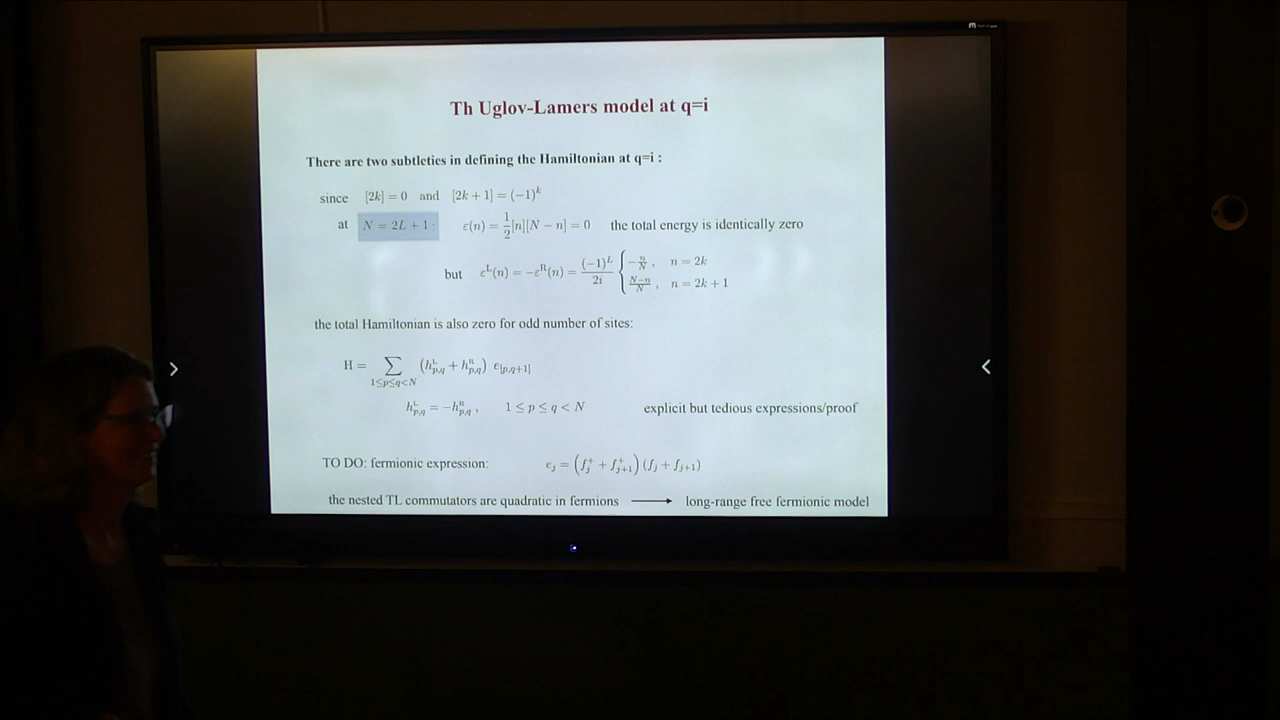 Th Uglov-Lamers model at q=i
There are two subtleties in defining the Hamiltonian at q=i :
since [2k] = 0 and [2k + 1] = (−1)^k
at N = 2L + 1 ε(n) = 1/2 [n][N − n] = 0 the total energy is identically zero
but ε^L(n) = −ε^R(n) = (−1)^L / 2i { −n/N , n = 2k
(N−n)/N , n = 2k + 1
the total Hamiltonian is also zero for odd number of sites:
H = ∑_{1≤p≤q<N} (h^L_{p,q} + h^R_{p,q}) e_{[p,q+1]}
h^L_{p,q} = −h^R_{p,q} , 1 ≤ p ≤ q < N explicit but tedious expressions/proof
TO DO: fermionic expression: e_j = (f^+_j + f^+_{j+1}) (f_j + f_{j+1})
the nested TL commutators are quadratic in fermions ⟶ long-range free fermionic model